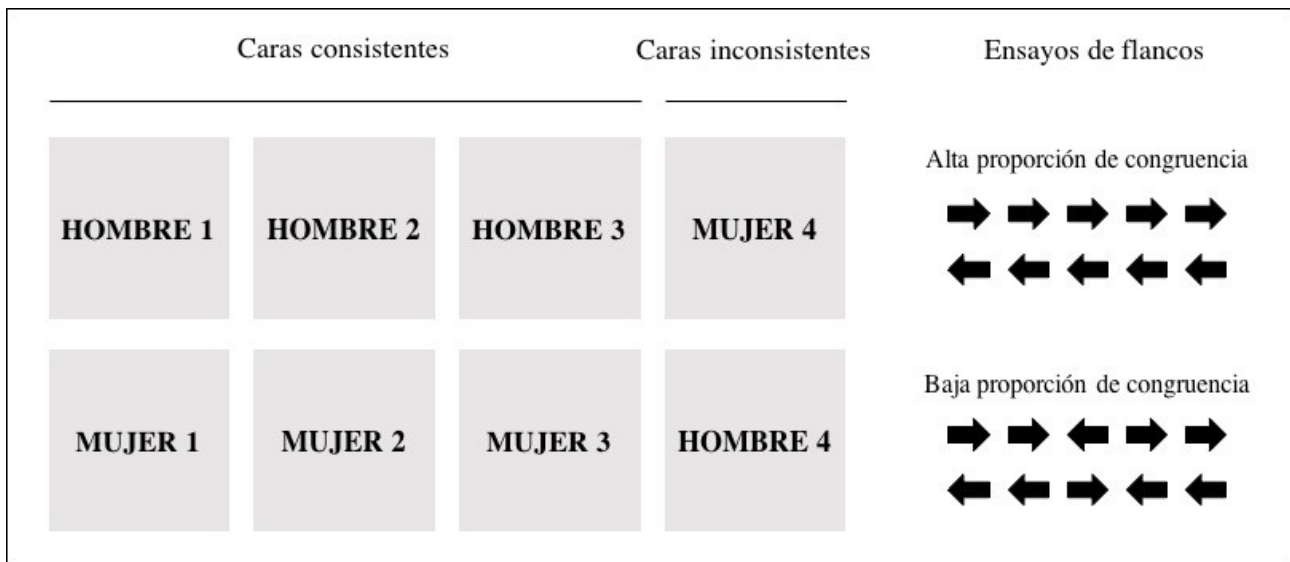 Caras consistentes
Caras inconsistentes
Ensayos de flancos
HOMBRE 1
HOMBRE 2
HOMBRE 3
MUJER 4
Alta proporción de congruencia
MUJER 1
MUJER 2
MUJER 3
HOMBRE 4
Baja proporción de congruencia